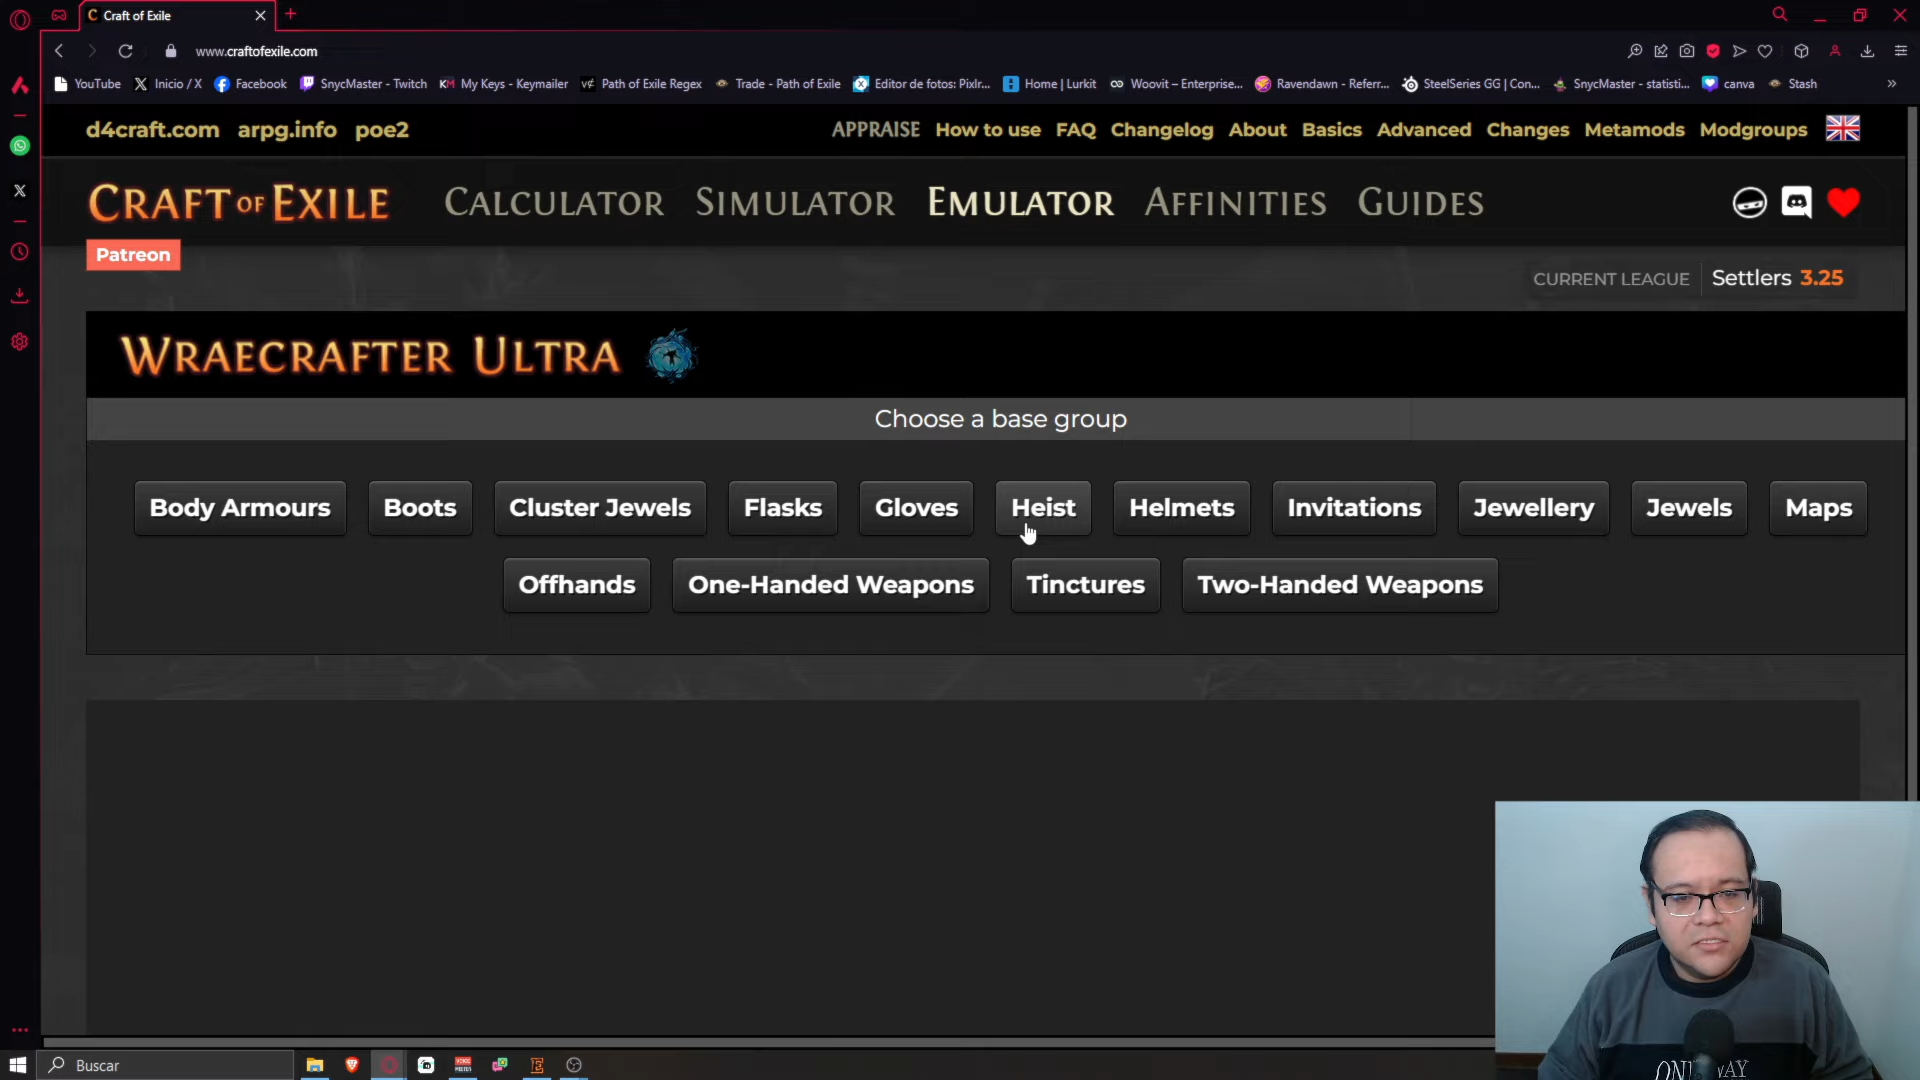 Craft of Exile
www.craftofexile.com
YouTube Inicio / X Facebook SnycMaster - Twitch KM My Keys - Keymailer Path of Exile Regex Trade - Path of Exile Editor de fotos: Pixlr... Home | Lurkit Woovit – Enterprise... Ravendawn - Referr... SteelSeries GG | Con... SnycMaster - statisti... canva Stash
d4craft.com arpg.info poe2 APPRAISE How to use FAQ Changelog About Basics Advanced Changes Metamods Modgroups
CRAFT OF EXILE CALCULATOR SIMULATOR EMULATOR AFFINITIES GUIDES
Patreon
CURRENT LEAGUE Settlers 3.25
WRAECRAFTER ULTRA
Choose a base group
Body Armours Boots Cluster Jewels Flasks Gloves Heist Helmets Invitations Jewellery Jewels Maps
Offhands One-Handed Weapons Tinctures Two-Handed Weapons
Buscar